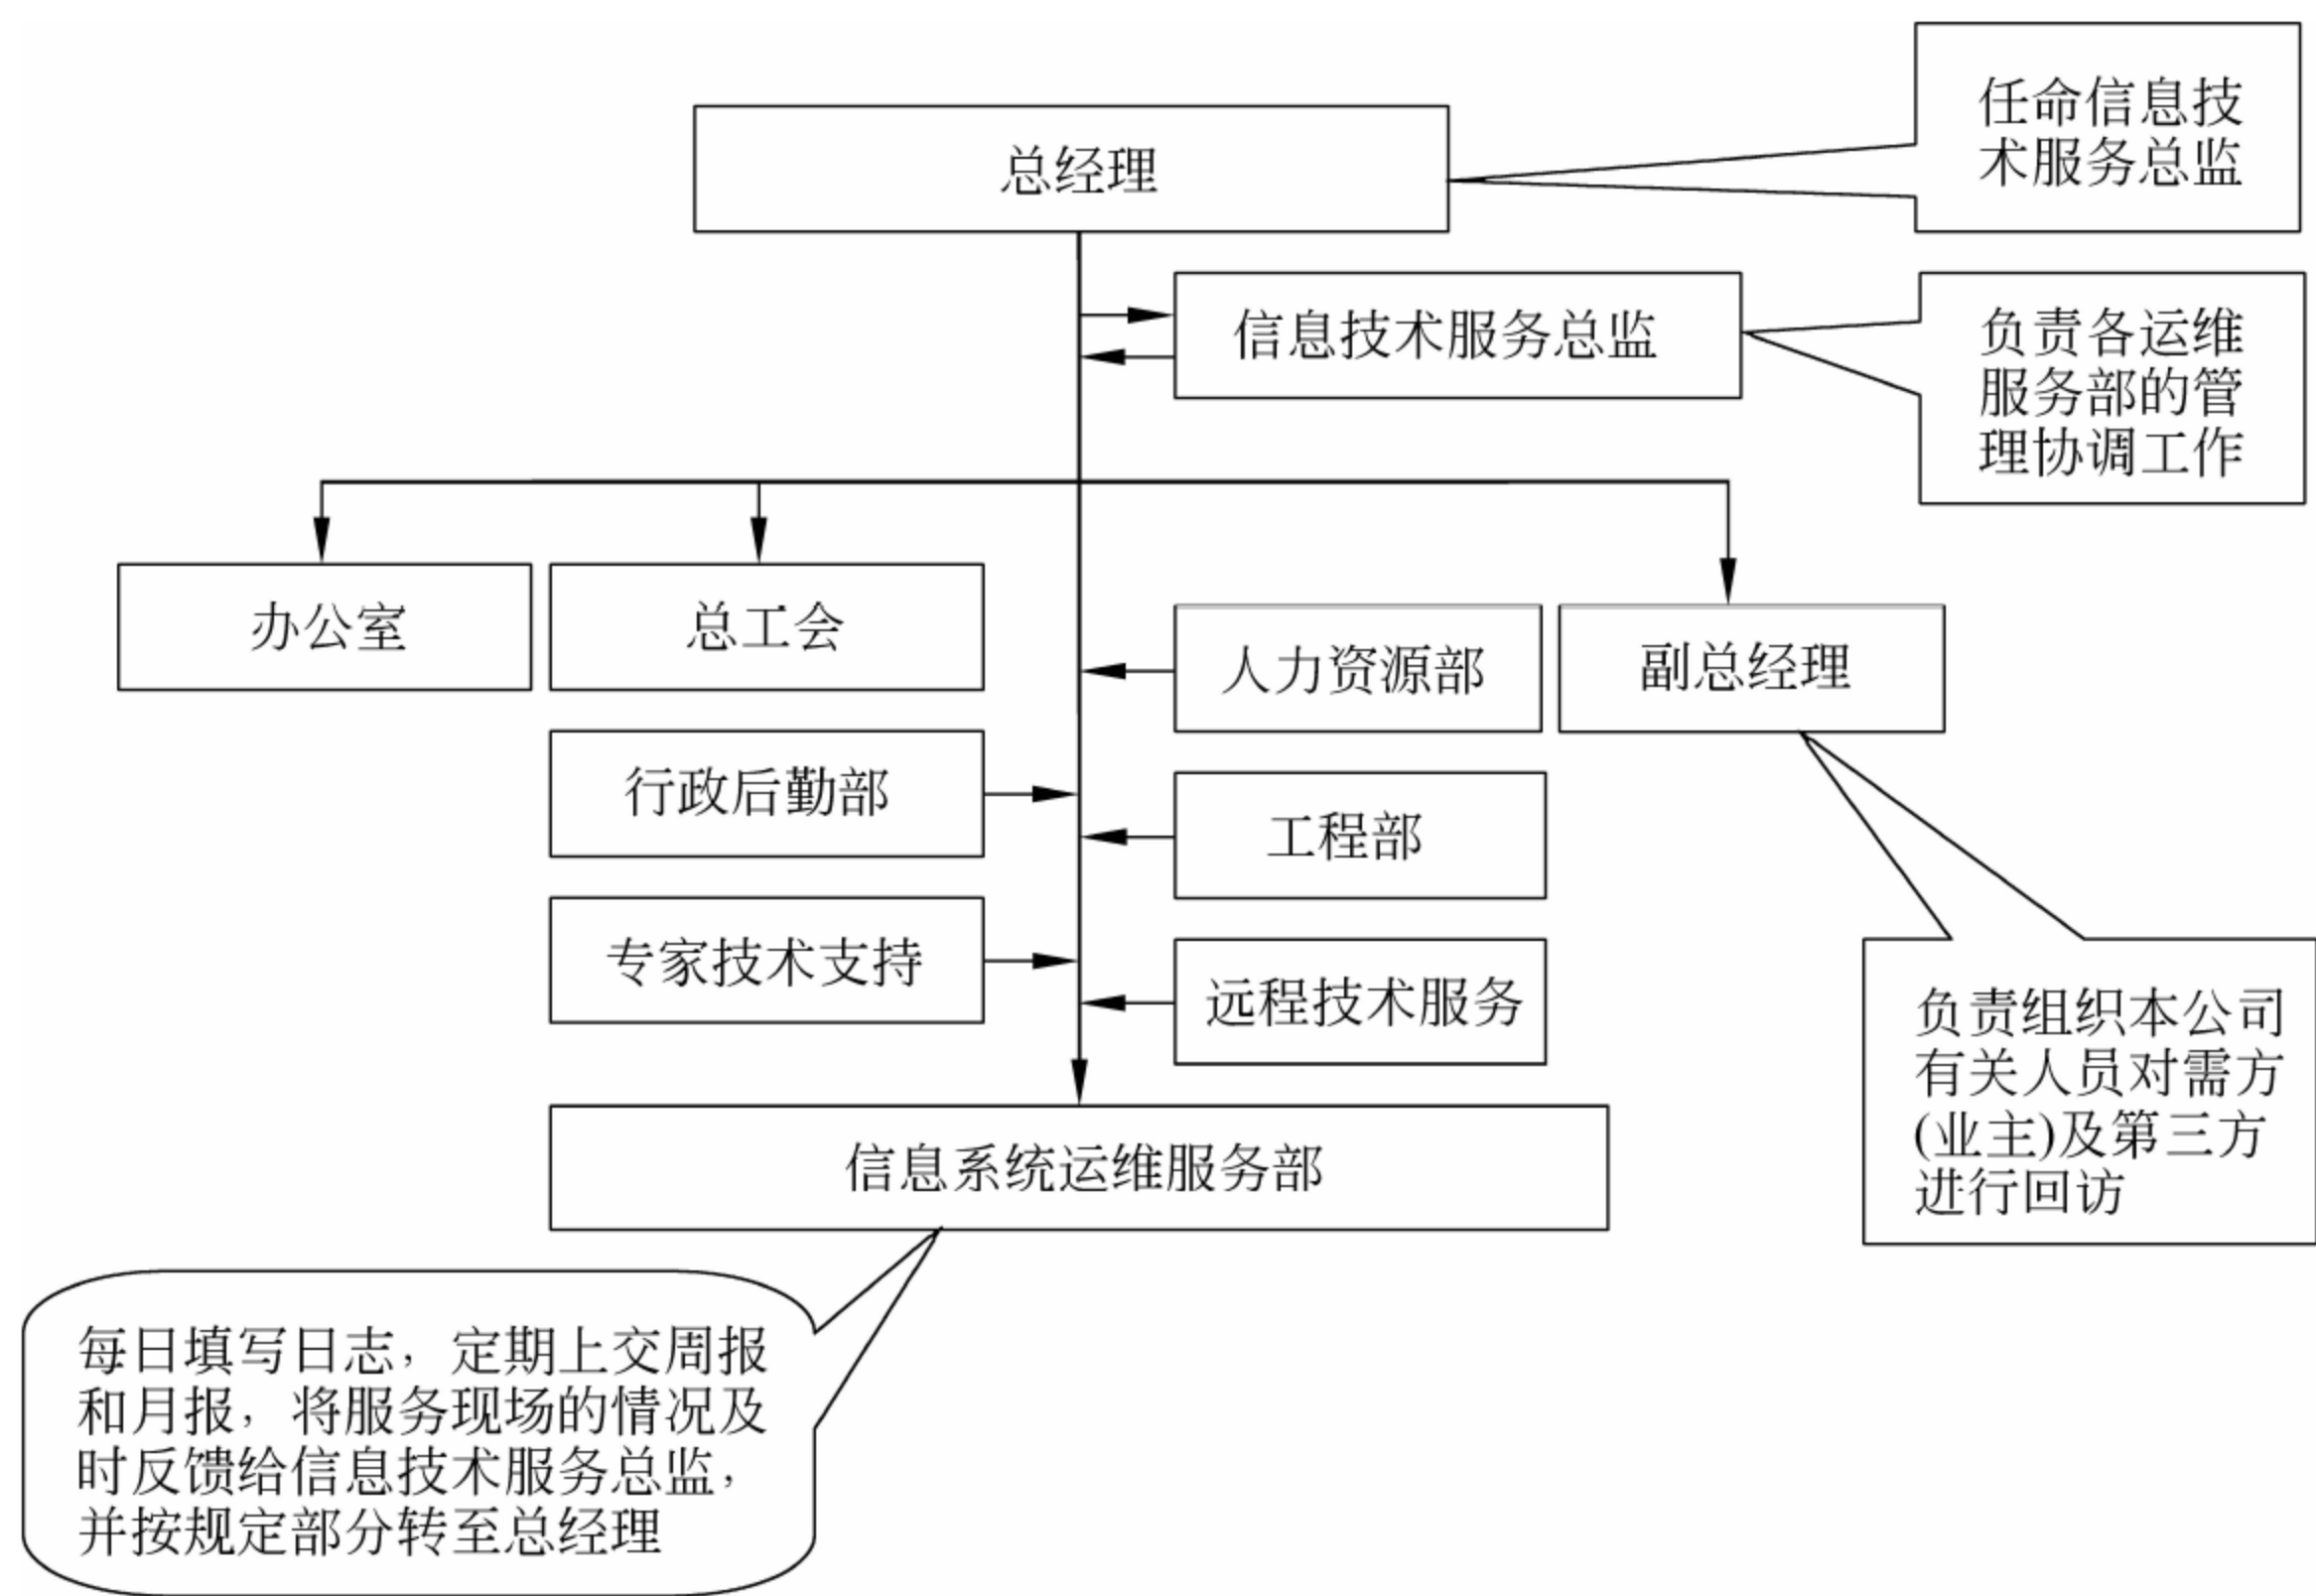 任命信息技
术服务总监
总经理
信息技术服务总监
负责各运维
服务部的管
理协调工作
办公室
总工会
人力资源部
副总经理
行政后勤部
工程部
专家技术支持
远程技术服务
负责组织本公司
有关人员对需方
(业主)及第三方
进行回访
信息系统运维服务部
每日填写日志，定期上交周报
和月报，将服务现场的情况及
时反馈给信息技术服务总监，
并按规定部分转至总经理